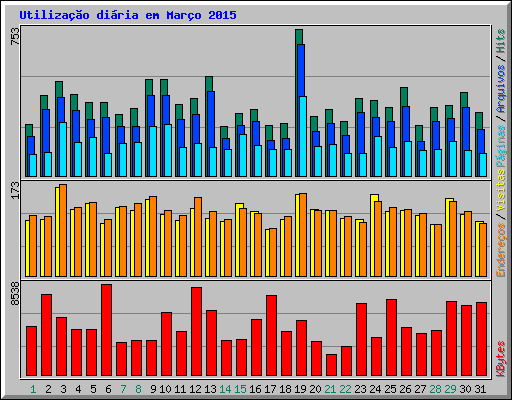 Utilização diária em Março 2015
753
173
8538
Páginas / Arquivos / Hits
Endereços / Visitas
KBytes
1 2 3 4 5 6 7 8 9 10 11 12 13 14 15 16 17 18 19 20 21 22 23 24 25 26 27 28 29 30 31